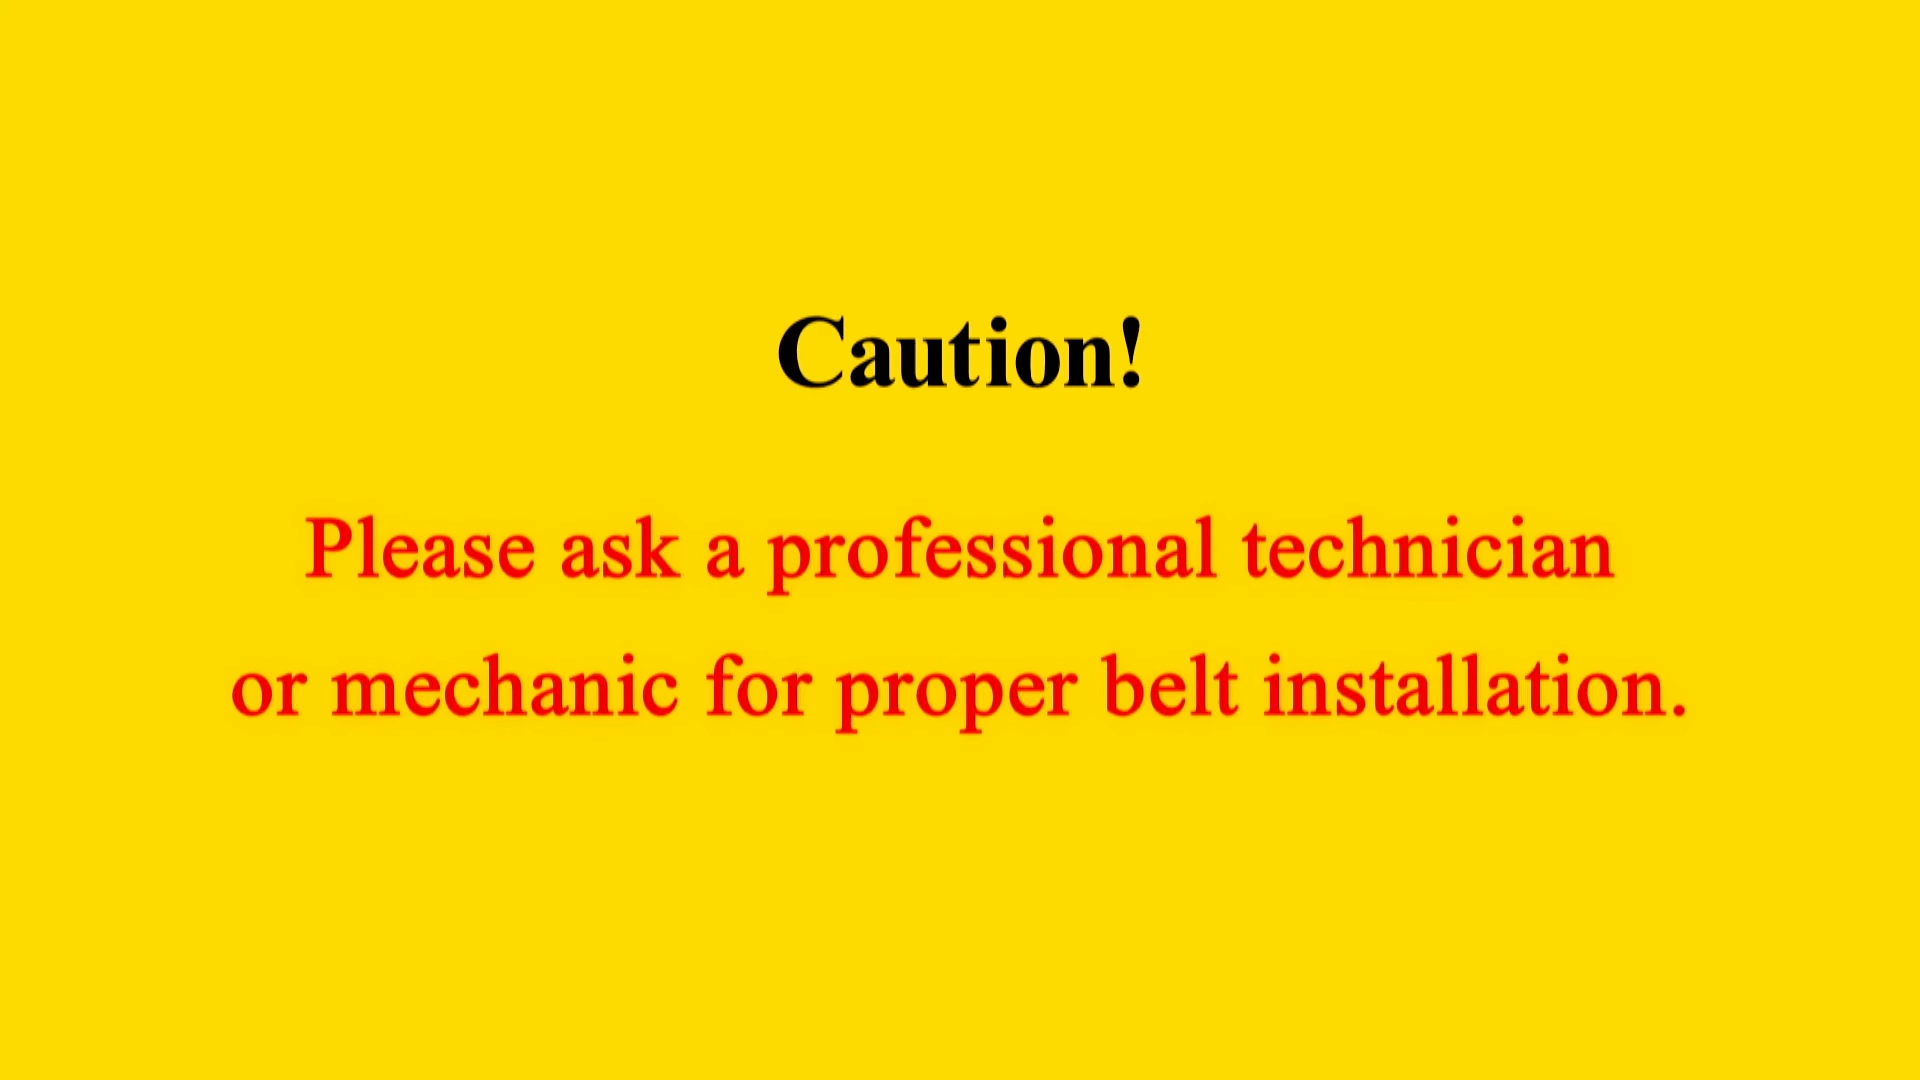 Caution!
Please ask a professional technician
or mechanic for proper belt installation.